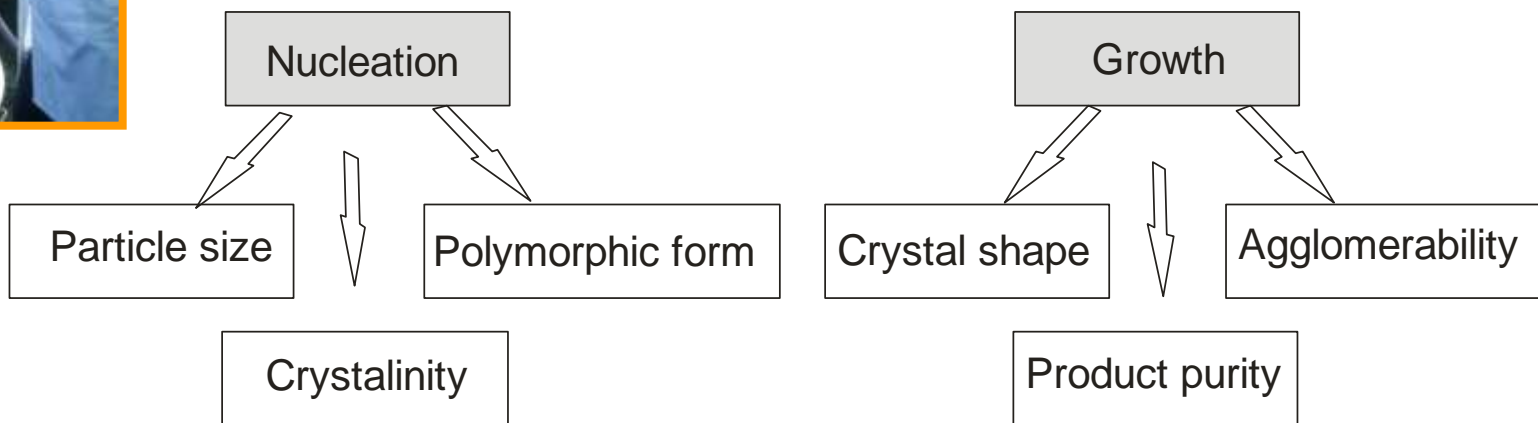 Nucleation
Growth
Particle size
Polymorphic form
Crystal shape
Agglomerability
Crystalinity
Product purity